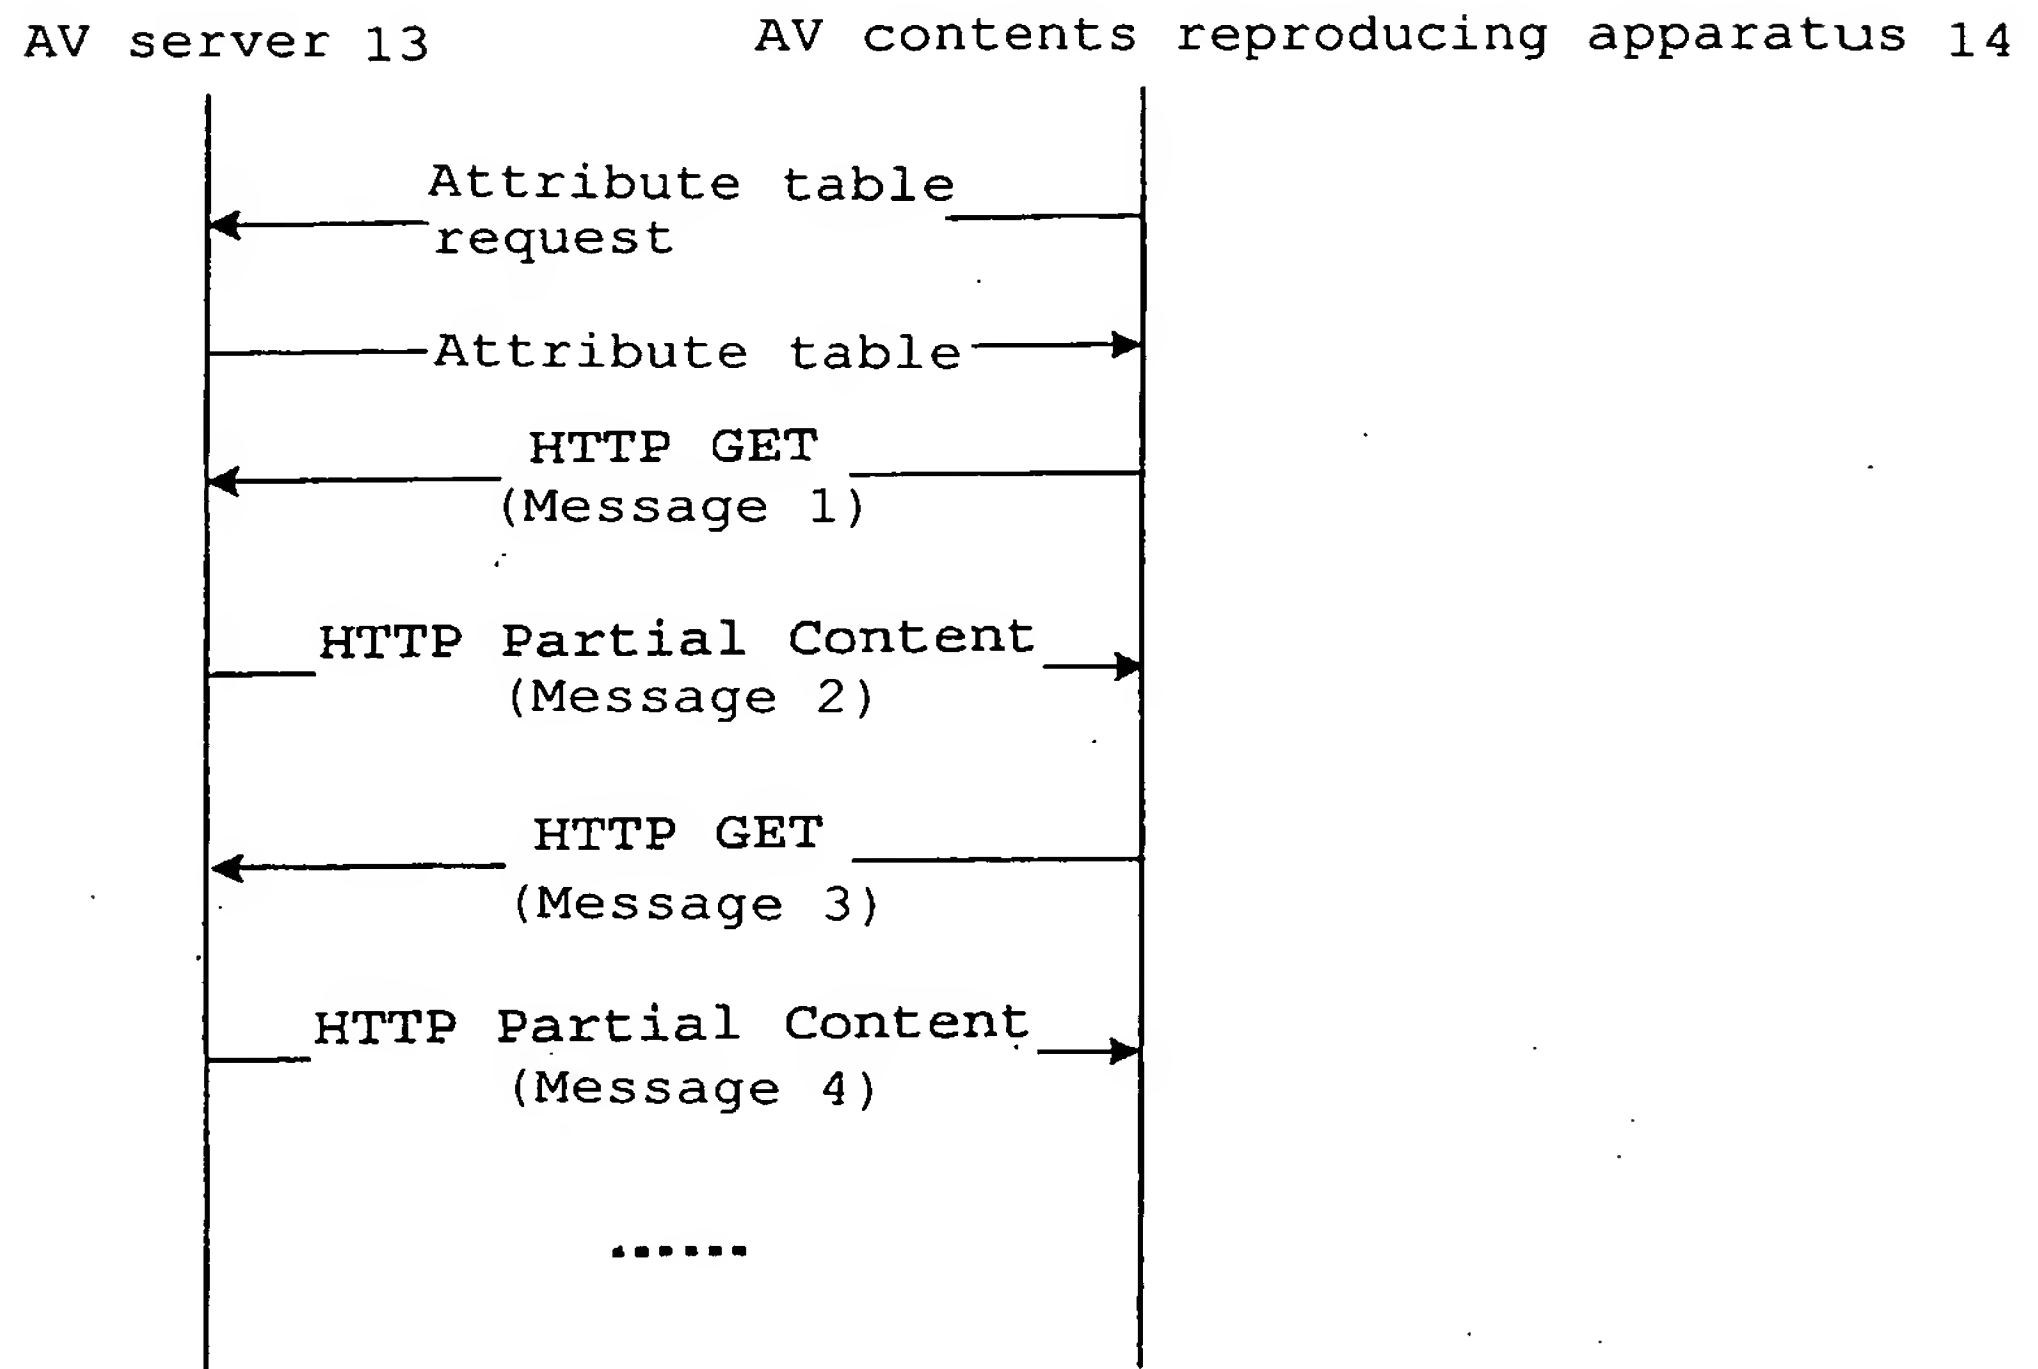 AV server 13
AV contents reproducing apparatus 14
Attribute table
request
Attribute table
HTTP GET
(Message 1)
HTTP Partial Content
(Message 2)
HTTP GET
(Message 3)
HTTP Partial Content
(Message 4)
......